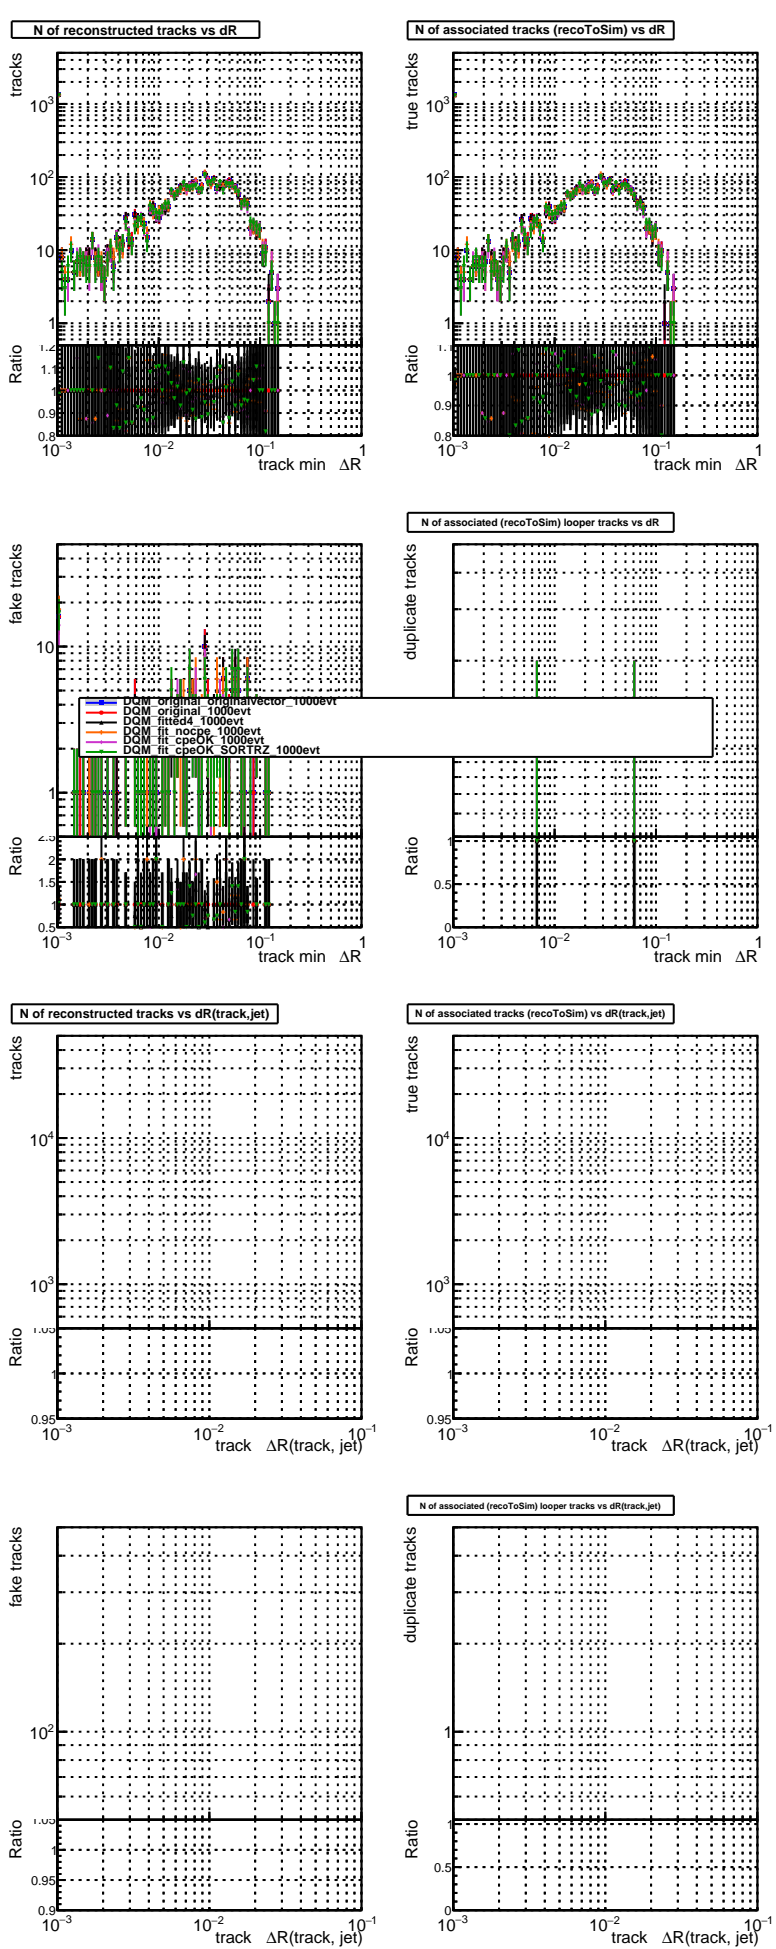 N of reconstructed tracks vs dR
tracks
10³
10²
10
1
Ratio
1.2
1.1
1
0.9
0.8
10⁻³ 10⁻² 10⁻¹ 1
track min ΔR
N of associated tracks (recoToSim) vs dR
true tracks
10³
10²
10
1
Ratio
1.1
1
0.9
0.8
10⁻³ 10⁻² 10⁻¹ 1
track min ΔR
fake tracks
10
1
Ratio
2.5
2
1.5
1
0.5
10⁻³ 10⁻² 10⁻¹ 1
track min ΔR
N of associated (recoToSim) looper tracks vs dR
duplicate tracks
Ratio
1
0.5
0
10⁻³ 10⁻² 10⁻¹ 1
track min ΔR
DQM_original_originalvector_1000evt
DQM_original_1000evt
DQM_fitted4_1000evt
DQM_fit_nocpe_1000evt
DQM_fit_cpeOK_1000evt
DQM_fit_cpeOK_SORTRZ_1000evt
N of reconstructed tracks vs dR(track,jet)
tracks
10⁴
10³
Ratio
1.05
1
0.95
10⁻³ 10⁻² 10⁻¹
track ΔR(track, jet)
N of associated tracks (recoToSim) vs dR(track,jet)
true tracks
10⁴
10³
Ratio
1.05
1
0.95
10⁻³ 10⁻² 10⁻¹
track ΔR(track, jet)
fake tracks
10²
Ratio
1.05
1
0.95
0.9
10⁻³ 10⁻² 10⁻¹
track ΔR(track, jet)
N of associated (recoToSim) looper tracks vs dR(track,jet)
duplicate tracks
1
Ratio
1
0.5
0
10⁻³ 10⁻² 10⁻¹
track ΔR(track, jet)